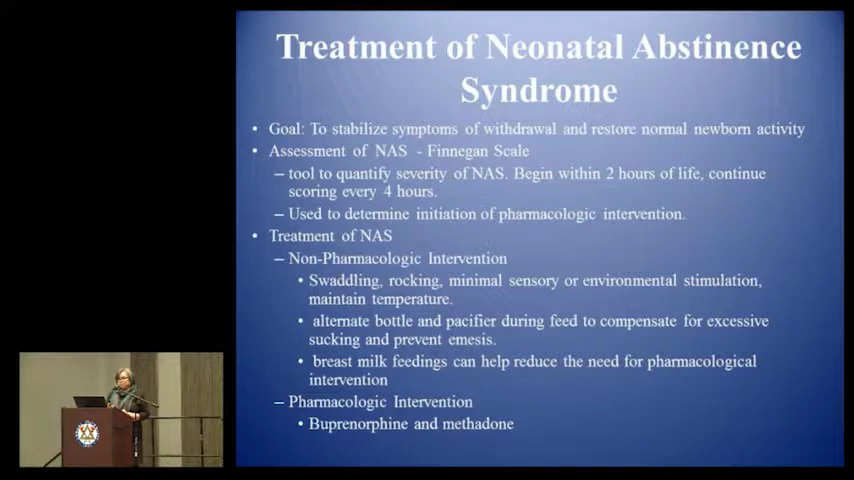 Treatment of Neonatal Abstinence
Syndrome
• Goal: To stabilize symptoms of withdrawal and restore normal newborn activity
• Assessment of NAS - Finnegan Scale
– tool to quantify severity of NAS. Begin within 2 hours of life, continue
scoring every 4 hours.
– Used to determine initiation of pharmacologic intervention.
• Treatment of NAS
– Non-Pharmacologic Intervention
• Swaddling, rocking, minimal sensory or environmental stimulation,
maintain temperature.
• alternate bottle and pacifier during feed to compensate for excessive
sucking and prevent emesis.
• breast milk feedings can help reduce the need for pharmacological
intervention
– Pharmacologic Intervention
• Buprenorphine and methadone